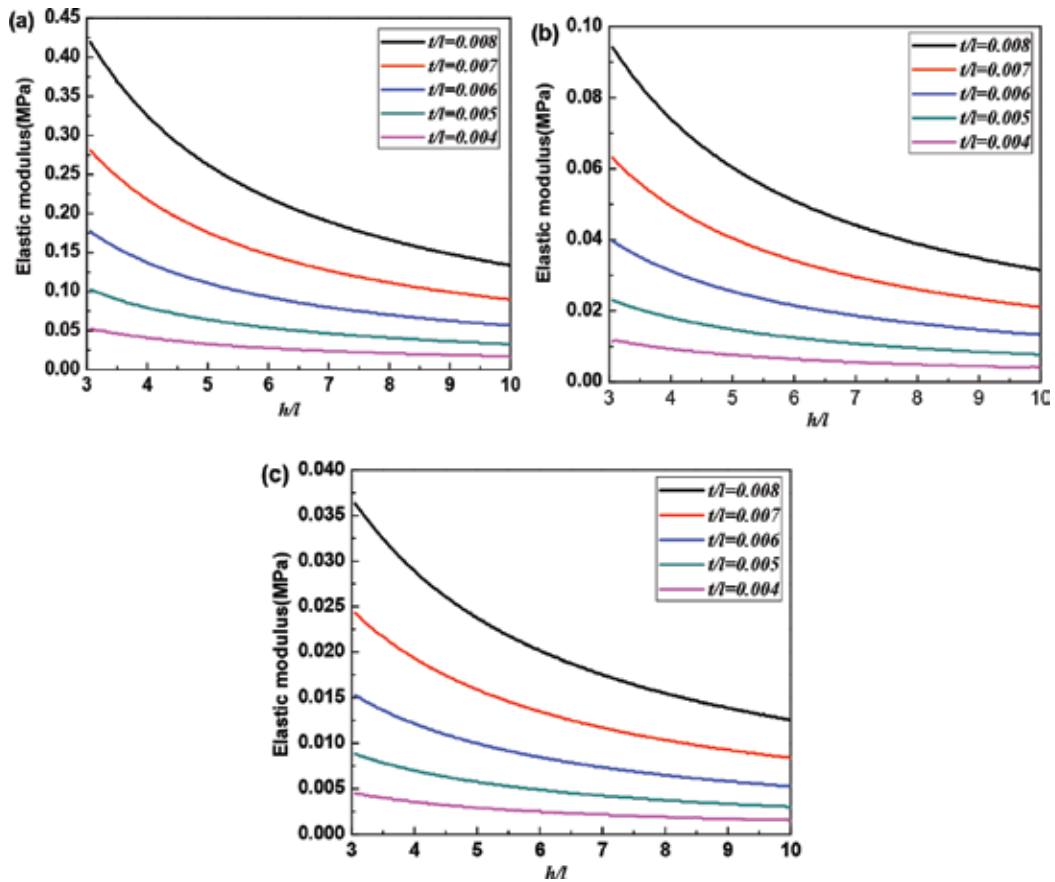 (a)
0.45
0.40
0.35
0.30
0.25
0.20
0.15
0.10
0.05
0.00
Elastic modulus(MPa)
t/l=0.008
t/l=0.007
t/l=0.006
t/l=0.005
t/l=0.004
3 4 5 6 7 8 9 10
h/l
(b)
0.10
0.08
0.06
0.04
0.02
0.00
Elastic modulus(MPa)
t/l=0.008
t/l=0.007
t/l=0.006
t/l=0.005
t/l=0.004
3 4 5 6 7 8 9 10
h/l
(c)
0.040
0.035
0.030
0.025
0.020
0.015
0.010
0.005
0.000
Elastic modulus(MPa)
t/l=0.008
t/l=0.007
t/l=0.006
t/l=0.005
t/l=0.004
3 4 5 6 7 8 9 10
h/l